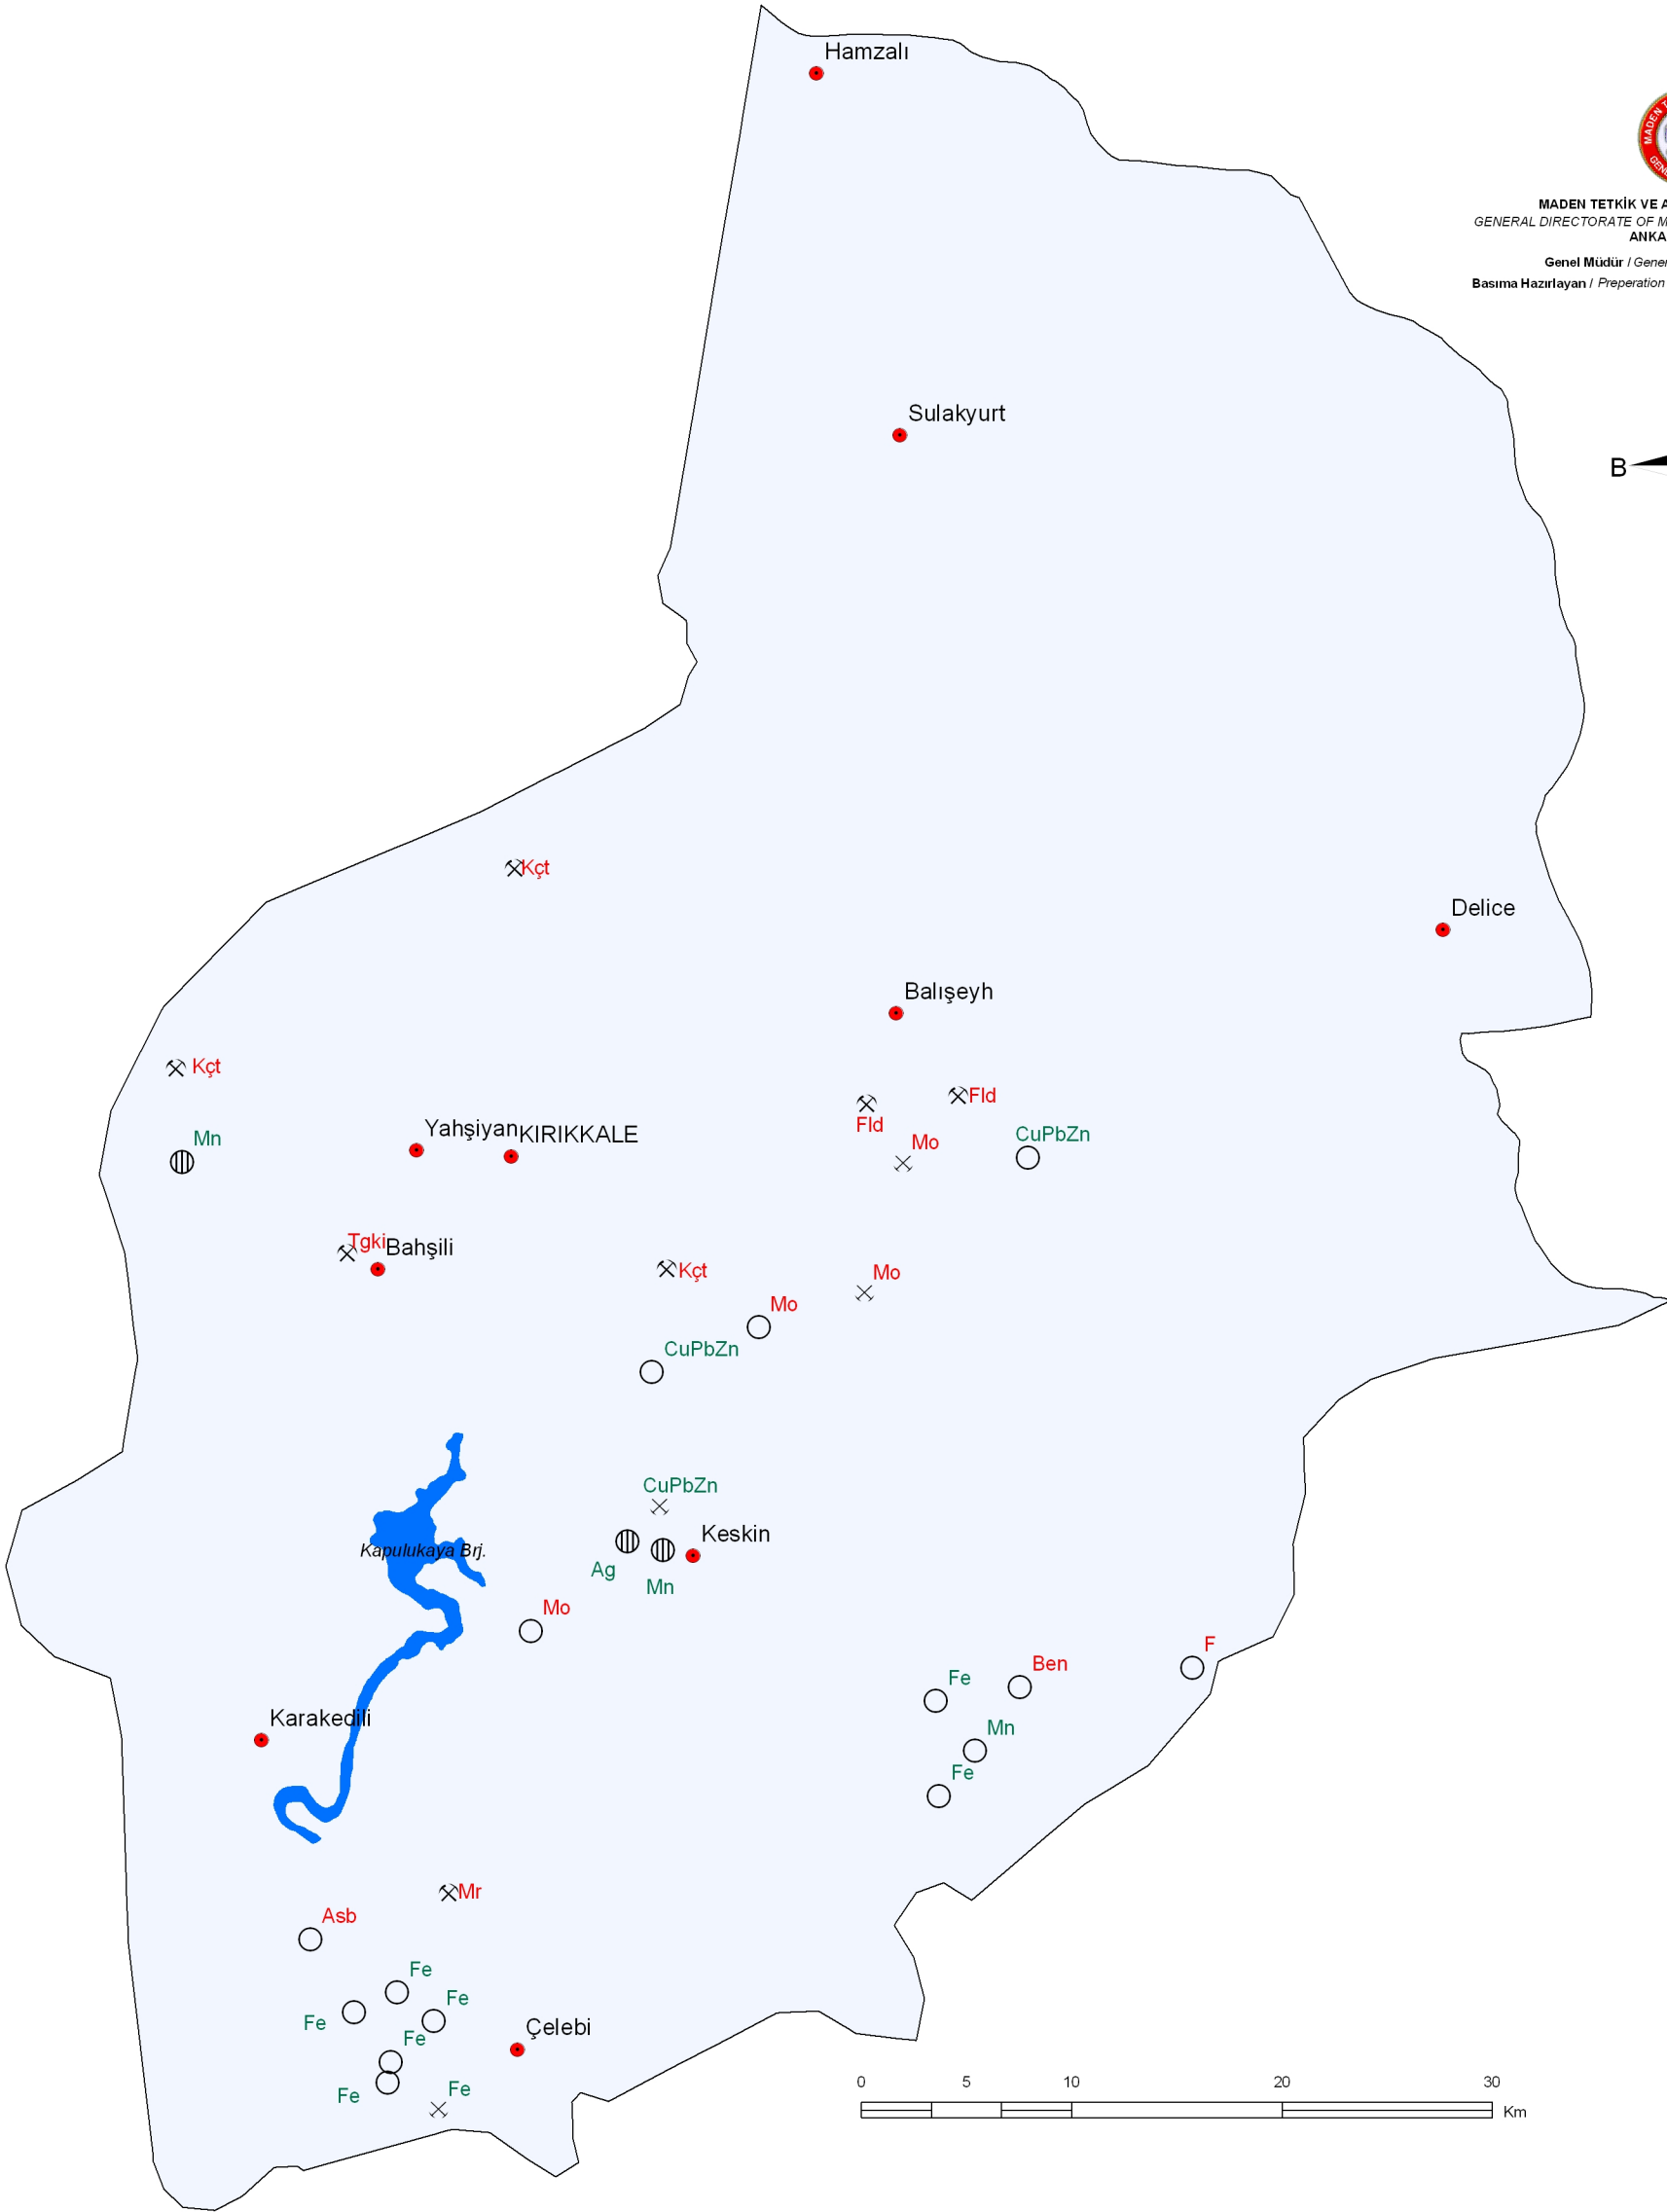 Hamzalı
MADEN T
GENE
MADEN TETKİK VE A
GENERAL DIRECTORATE OF M
ANKA
Genel Müdür / Gener
Basıma Hazırlayan / Preperation
Sulakyurt
B
Kçt
Delice
Balışeyh
Kçt
Fld
Fld
Mn
Yahşiyan
KIRIKKALE
Mo
CuPbZn
Tgki
Bahşili
Kçt
Mo
Mo
CuPbZn
CuPbZn
Keskin
Kapulukaya Brj.
Ag
Mn
Mo
F
Ben
Fe
Karakedili
Mn
Fe
Mr
Asb
Fe
Fe
Fe
Çelebi
Fe
Fe
Fe
0 5 10 20 30
Km